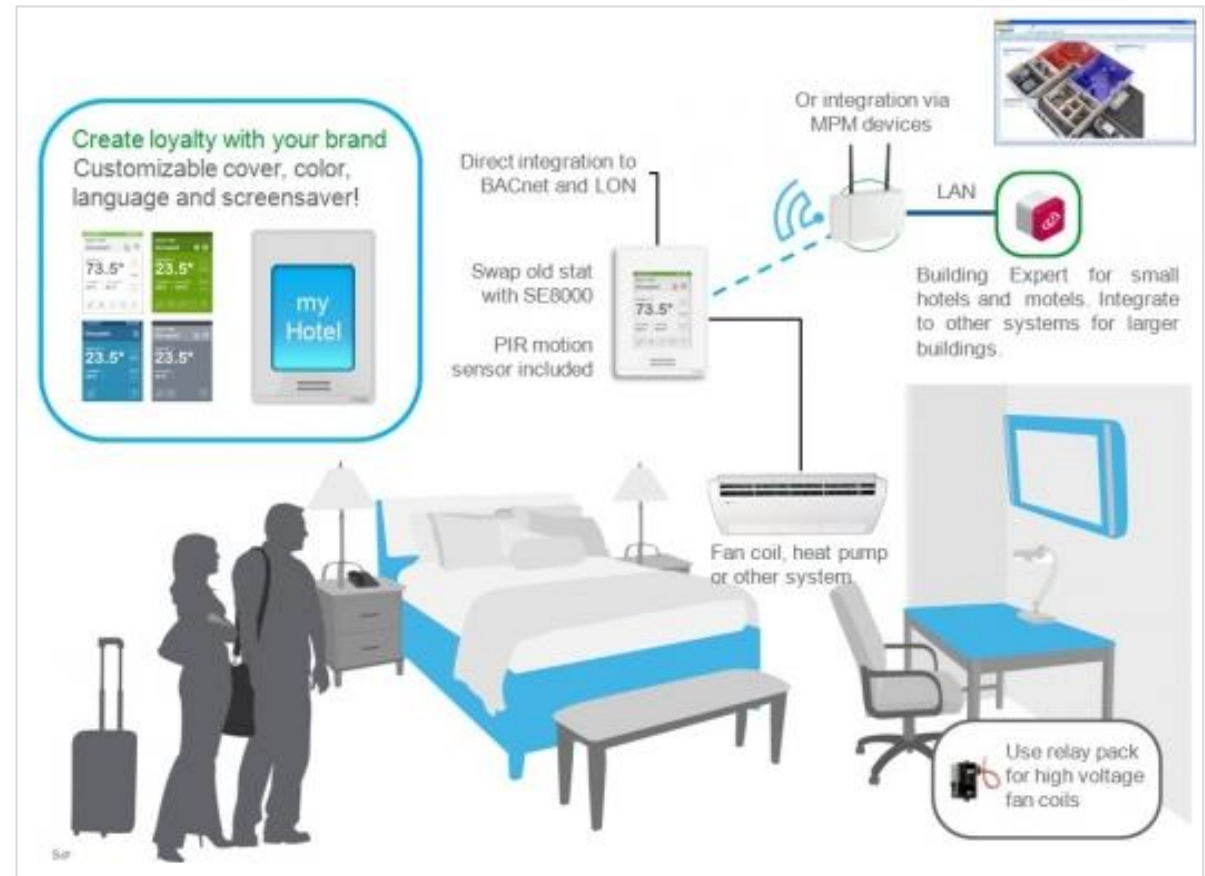 Create loyalty with your brand
Customizable cover, color,
language and screensaver!
73.5°
23.5°
23.5°
23.5°
my
Hotel
Direct integration to
BACnet and LON
Swap old stat
with SE8000
PIR motion
sensor included
73.5°
Or integration via
MPM devices
LAN
Building Expert for small
hotels and motels. Integrate
to other systems for larger
buildings.
Fan coil, heat pump
or other system
Use relay pack
for high voltage
fan coils